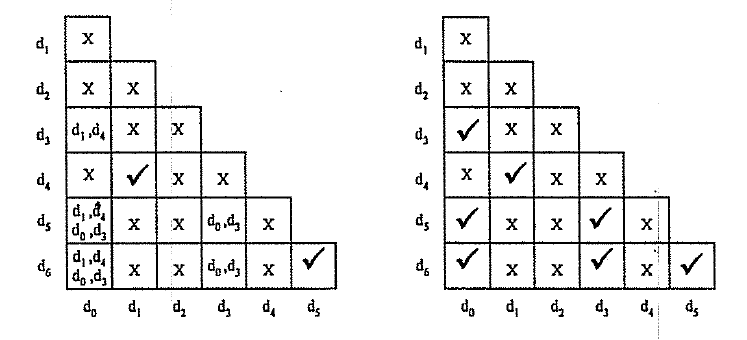 d₁ x
d₂ x x
d₃ d₁,d₄ x x
d₄ x ✓ x x
d₅ d₁,d₄ d₀,d₃ x x d₀,d₃ x
d₆ d₁,d₄ d₀,d₃ x x d₀,d₃ x ✓
d₀ d₁ d₂ d₃ d₄ d₅
d₁ x
d₂ x x
d₃ ✓ x x
d₄ x ✓ x x
d₅ ✓ x x ✓ x
d₆ ✓ x x ✓ x ✓
d₀ d₁ d₂ d₃ d₄ d₅